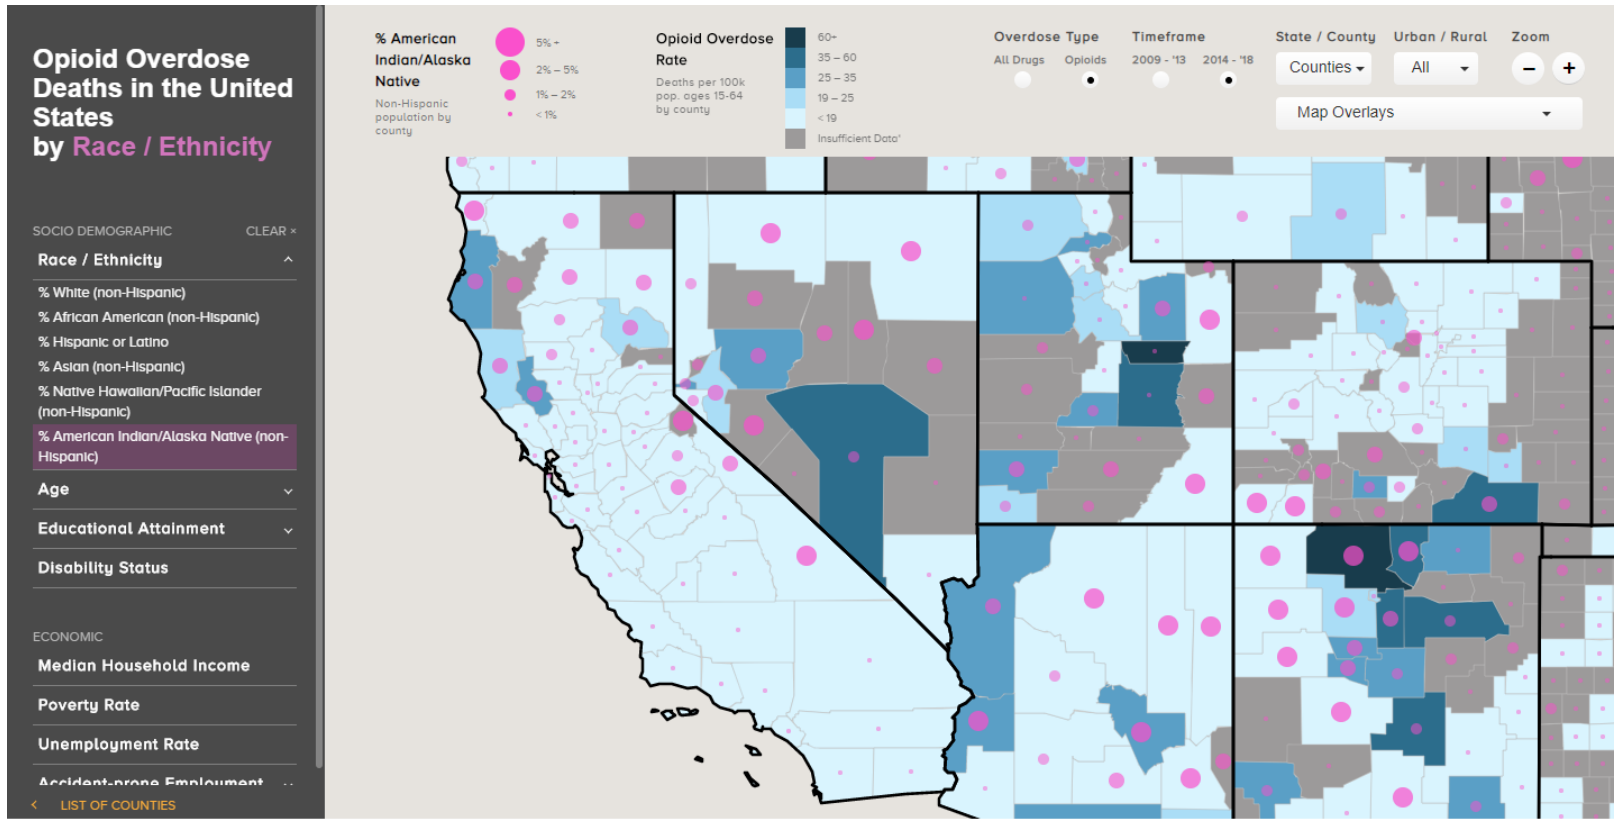 Opioid Overdose
Deaths in the United
States
by Race / Ethnicity
SOCIO DEMOGRAPHIC CLEAR ×
Race / Ethnicity
% White (non-Hispanic)
% African American (non-Hispanic)
% Hispanic or Latino
% Asian (non-Hispanic)
% Native Hawaiian/Pacific Islander
(non-Hispanic)
% American Indian/Alaska Native (non-
Hispanic)
Age
Educational Attainment
Disability Status
ECONOMIC
Median Household Income
Poverty Rate
Unemployment Rate
Accident-prone Employment
< LIST OF COUNTIES
% American
Indian/Alaska
Native
Non-Hispanic
population by
county
5% +
2% – 5%
1% – 2%
< 1%
Opioid Overdose
Rate
Deaths per 100k
pop. ages 15-64
by county
60+
35 – 60
25 – 35
19 – 25
< 19
Insufficient Data*
Overdose Type
All Drugs Opioids
Timeframe
2009 - '13 2014 - '18
State / County
Counties
Urban / Rural
All
Zoom
− +
Map Overlays